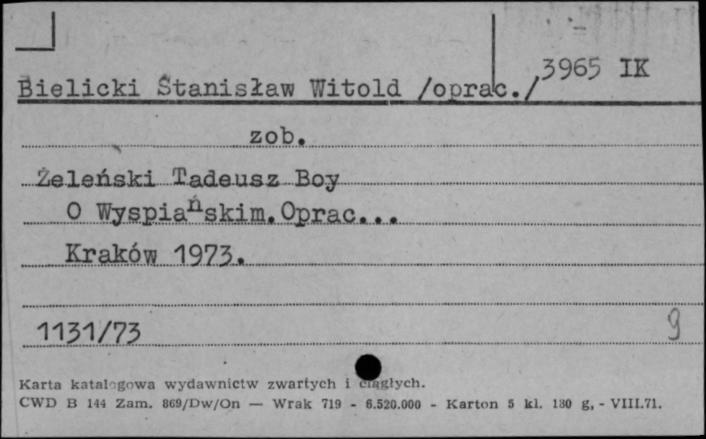 3965 IK
Bielicki Stanisław Witold /oprac./
zob.
Żeleński Tadeusz Boy
O Wyspiańskim. Oprac...
Kraków 1973.
1131/73 9
Karta katalogowa wydawnictw zwartych i ciągłych.
CWD B 144 Zam. 869/Dw/On — Wrak 719 - 6.520.000 - Karton 5 kl. 180 g, - VIII.71.